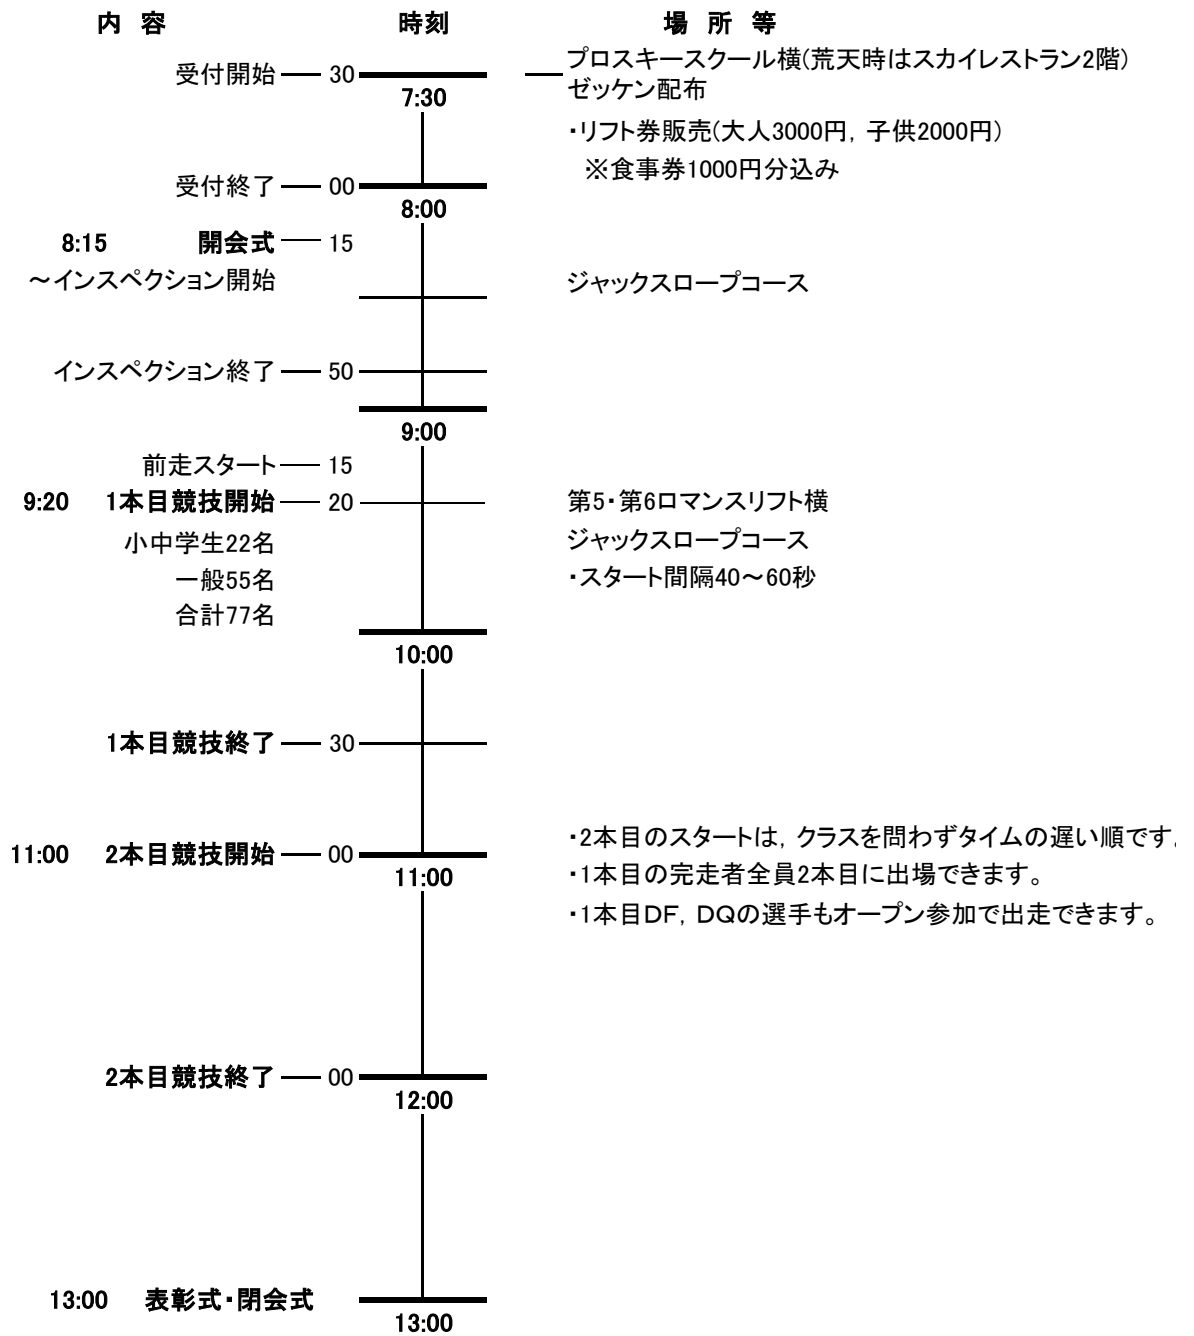 内 容 時刻 場 所 等
プロスキースクール横(荒天時はスカイレストラン2階)
受付開始 30
ゼッケン配布
7:30
・リフト券販売(大人3000円, 子供2000円)
※食事券1000円分込み
受付終了 00
8:00
8:15 開会式 15
～インスペクション開始 ジャックスロープコース
インスペクション終了 50
9:00
前走スタート 15
9:20 1本目競技開始 20 第5・第6ロマンスリフト横
小中学生22名 ジャックスロープコース
一般55名 ・スタート間隔40～60秒
合計77名
10:00
1本目競技終了 30
・2本目のスタートは, クラスを問わずタイムの遅い順です.
11:00 2本目競技開始 00
11:00
・1本目の完走者全員2本目に出場できます。
・1本目DF, DQの選手もオープン参加で出走できます。
2本目競技終了 00
12:00
13:00 表彰式・閉会式
13:00